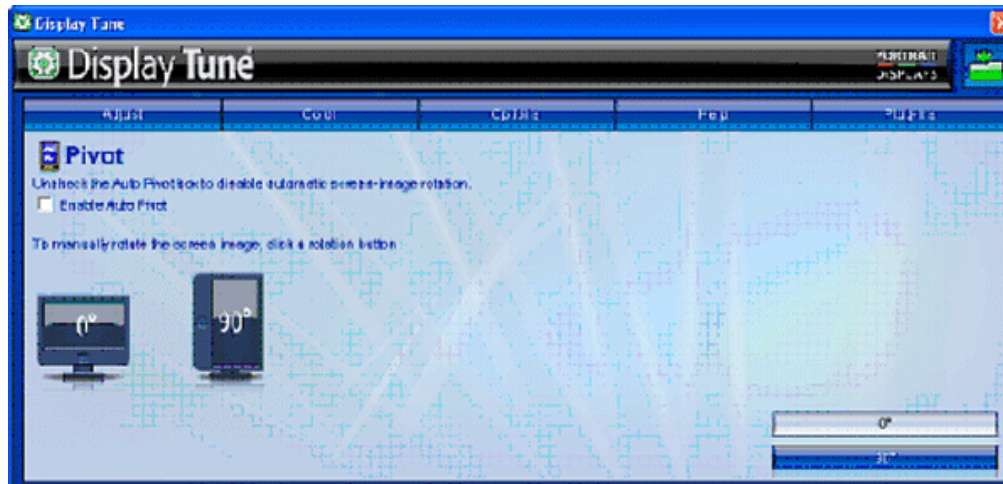 Display Tune
Display Tune
PORTRAIT
DISPLAYS
Adjust
Color
Options
Help
Plug-ins
Pivot
Uncheck the Auto Pivot box to disable automatic screen-image rotation.
Enable Auto Pivot
To manually rotate the screen image, click a rotation button
0°
90°
0°
90°